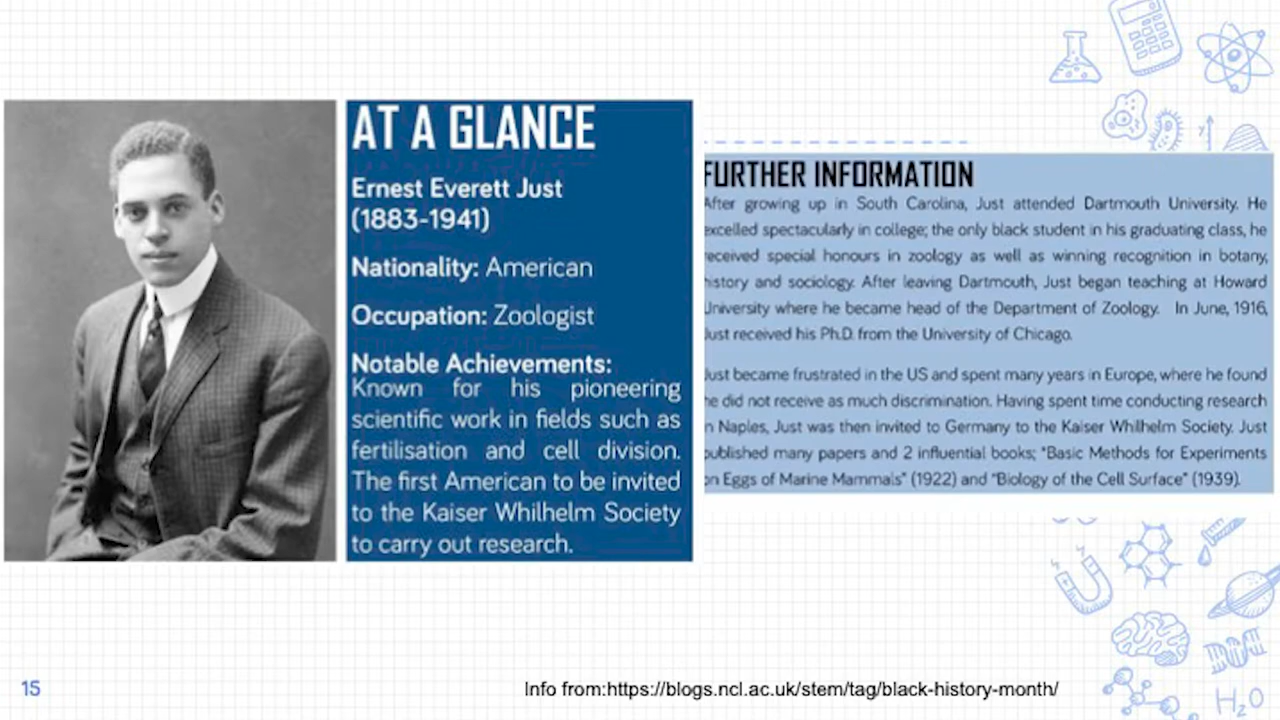 AT A GLANCE
Ernest Everett Just
(1883-1941)
Nationality: American
Occupation: Zoologist
Notable Achievements:
Known for his pioneering
scientific work in fields such as
fertilisation and cell division.
The first American to be invited
to the Kaiser Whilhelm Society
to carry out research.
FURTHER INFORMATION
After growing up in South Carolina, Just attended Dartmouth University. He
excelled spectacularly in college; the only black student in his graduating class, he
received special honours in zoology as well as winning recognition in botany,
history and sociology. After leaving Dartmouth, Just began teaching at Howard
University where he became head of the Department of Zoology. In June, 1916,
Just received his Ph.D. from the University of Chicago.
Just became frustrated in the US and spent many years in Europe, where he found
he did not receive as much discrimination. Having spent time conducting research
in Naples, Just was then invited to Germany to the Kaiser Whilhelm Society. Just
published many papers and 2 influential books; "Basic Methods for Experiments
on Eggs of Marine Mammals" (1922) and "Biology of the Cell Surface" (1939).
H₂O
15
Info from:https://blogs.ncl.ac.uk/stem/tag/black-history-month/